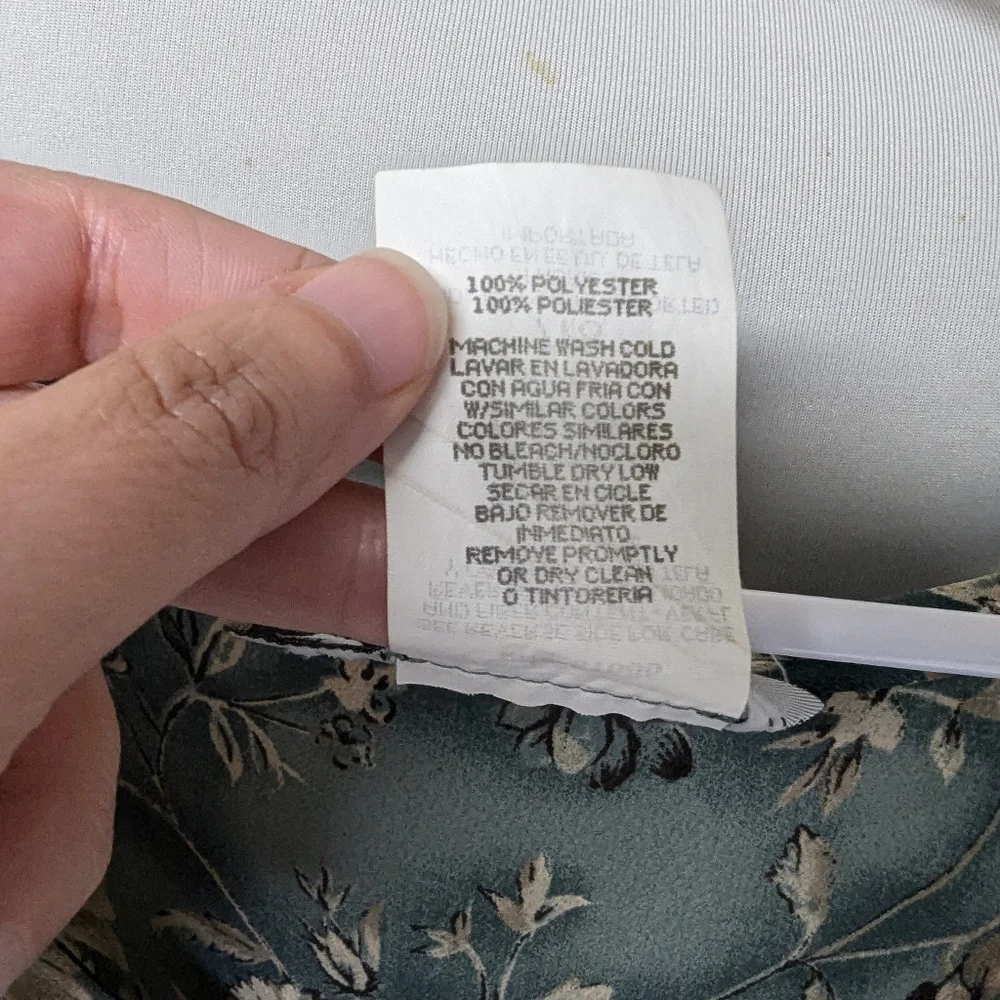 100% POLYESTER
100% POLIESTER
MACHINE WASH COLD
LAVAR EN LAVADORA
CON AGUA FRIA CON
W/SIMILAR COLORS
COLORES SIMILARES
NO BLEACH/NOCLORO
TUMBLE DRY LOW
SECAR EN CICLE
BAJO REMOVER DE
INMEDIATO
REMOVE PROMPTLY
OR DRY CLEAN
O TINTORERIA